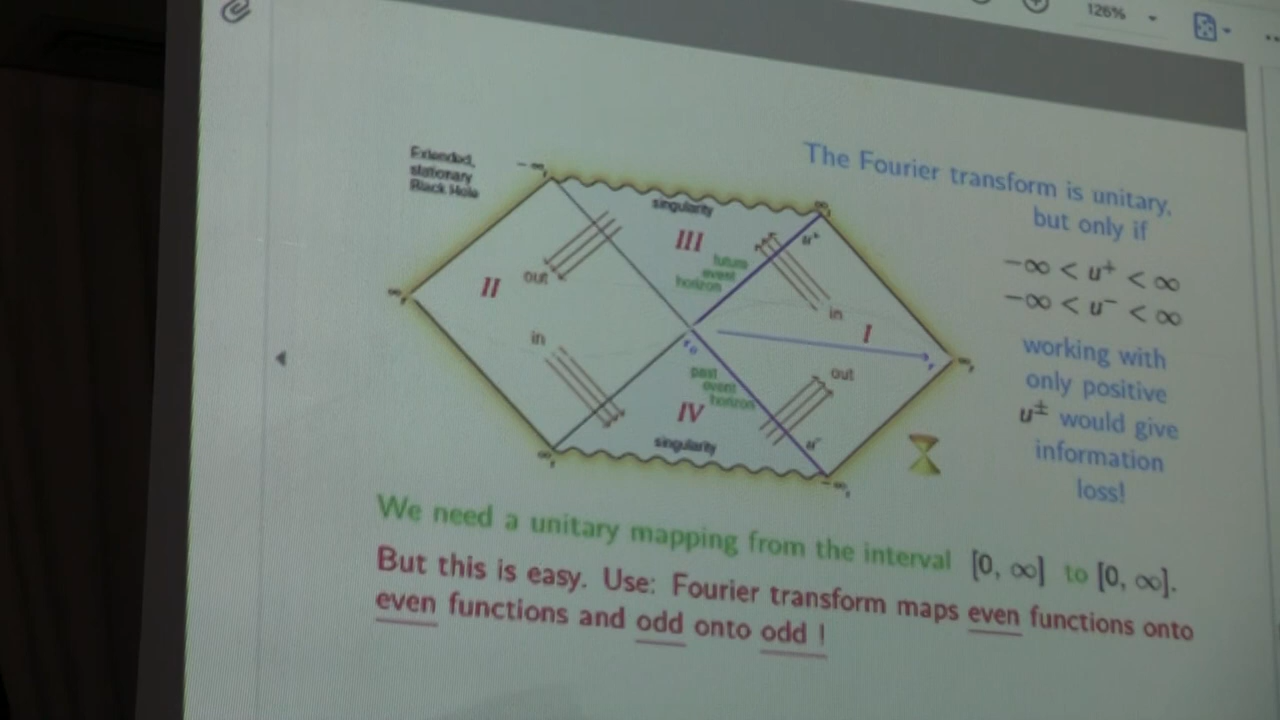 126%
Extended,
stationary
Black Hole
The Fourier transform is unitary,
but only if
−∞ < u⁺ < ∞
−∞ < u⁻ < ∞
working with
only positive
u± would give
information
loss!
−∞
singularity
∞
III
u⁺
future
event
horizon
out
II
in
I
∞
∞
in
past
event
horizon
out
IV
singularity
u⁻
∞
−∞
We need a unitary mapping from the interval [0, ∞] to [0, ∞].
But this is easy. Use: Fourier transform maps even functions onto
even functions and odd onto odd !